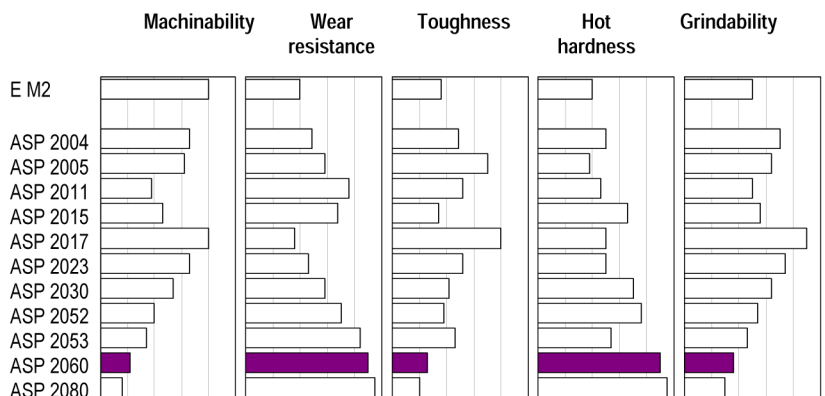 Machinability Wear resistance Toughness Hot hardness Grindability
E M2
ASP 2004
ASP 2005
ASP 2011
ASP 2015
ASP 2017
ASP 2023
ASP 2030
ASP 2052
ASP 2053
ASP 2060
ASP 2080